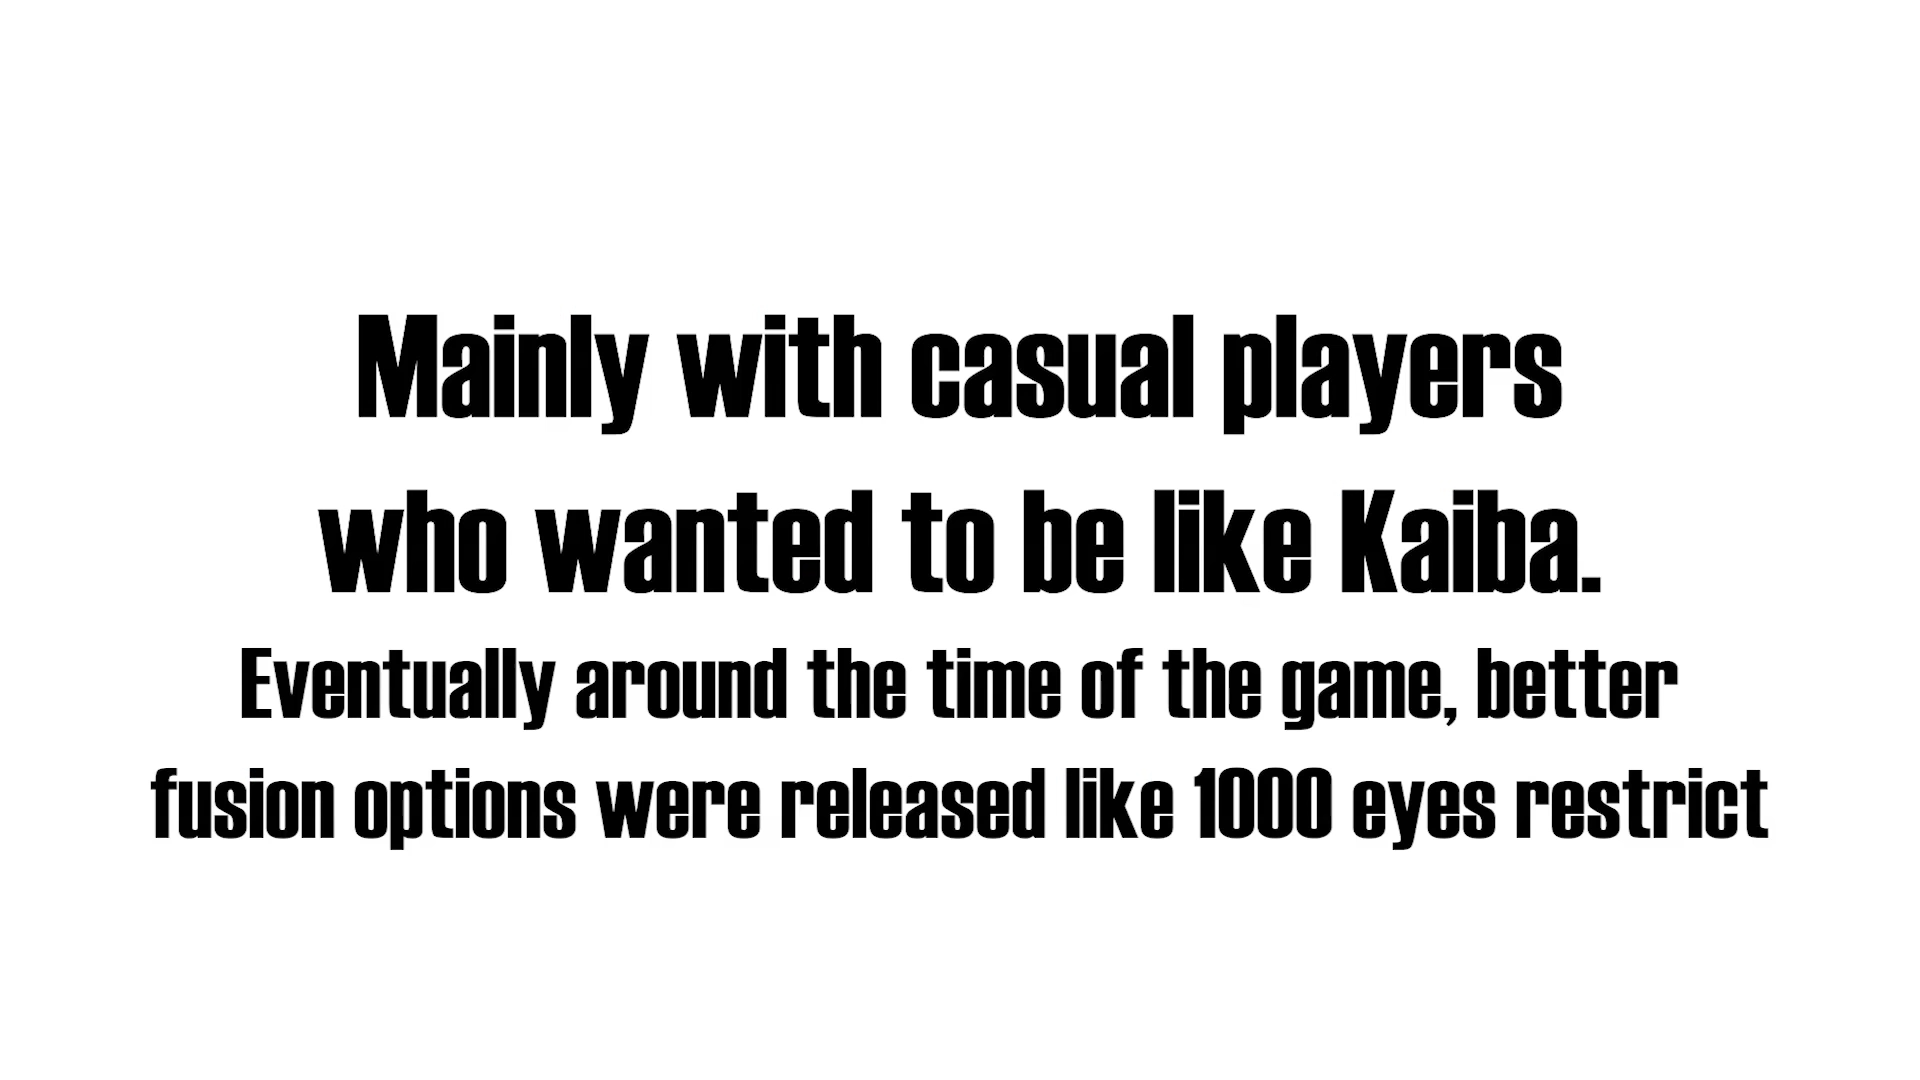 Mainly with casual players
who wanted to be like Kaiba.
Eventually around the time of the game, better
fusion options were released like 1000 eyes restrict